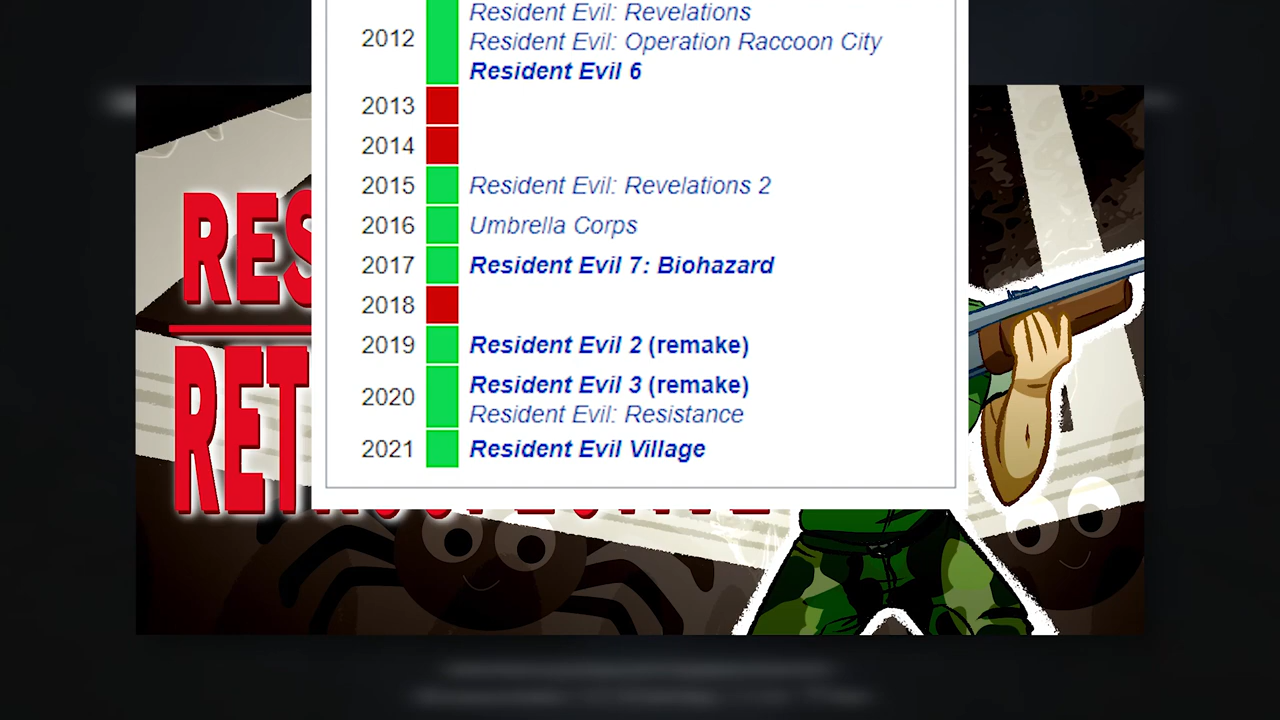 Resident Evil: Revelations
2012 Resident Evil: Operation Raccoon City
Resident Evil 6
2013
2014
2015 Resident Evil: Revelations 2
2016 Umbrella Corps
2017 Resident Evil 7: Biohazard
2018
2019 Resident Evil 2 (remake)
2020 Resident Evil 3 (remake)
Resident Evil: Resistance
2021 Resident Evil Village
RES
RET